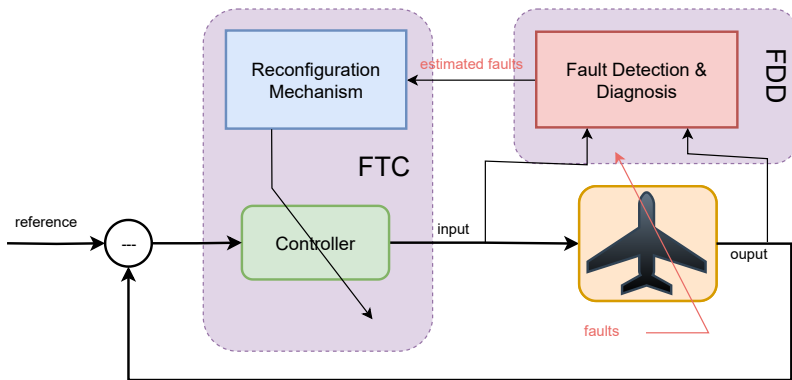 Reconfiguration
Mechanism
estimated faults
Fault Detection &
Diagnosis
FDD
FTC
reference
---
Controller
input
ouput
faults